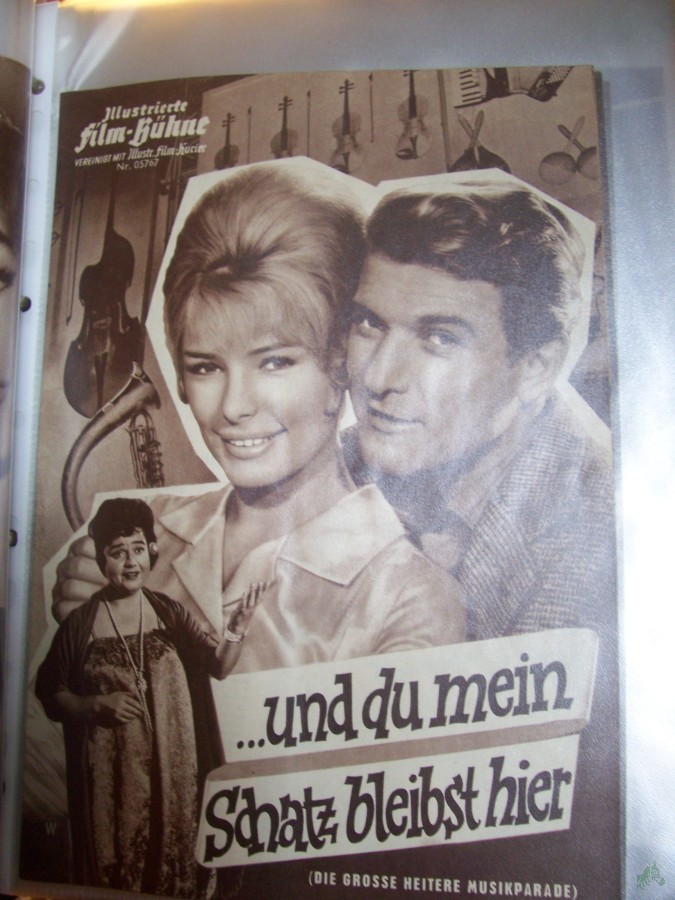 Illustrierte
Film-Bühne
VEREINIGT MIT Illustr. Film-Kurier
Nr. 05767
...und du mein
Schatz bleibst hier
W
(DIE GROSSE HEITERE MUSIKPARADE)